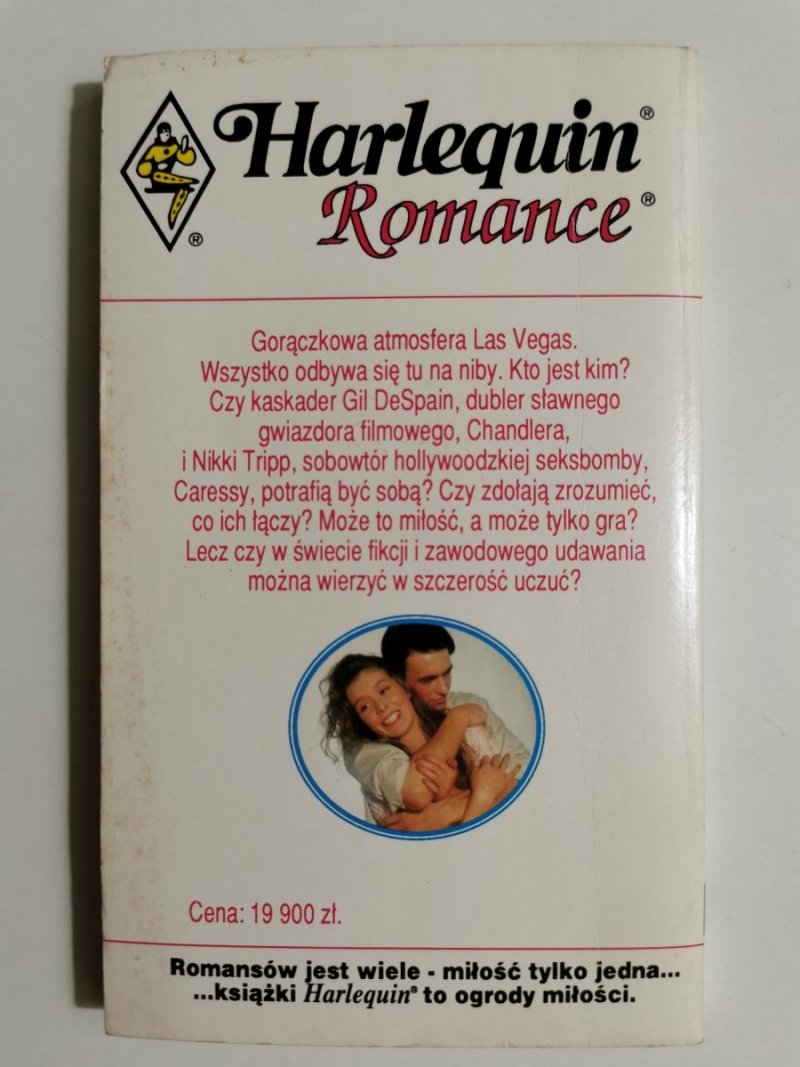 Harlequin®
Romance®
®
Gorączkowa atmosfera Las Vegas.
Wszystko odbywa się tu na niby. Kto jest kim?
Czy kaskader Gil DeSpain, dubler sławnego
gwiazdora filmowego, Chandlera,
i Nikki Tripp, sobowtór hollywoodzkiej seksbomby,
Caressy, potrafią być sobą? Czy zdołają zrozumieć,
co ich łączy? Może to miłość, a może tylko gra?
Lecz czy w świecie fikcji i zawodowego udawania
można wierzyć w szczerość uczuć?
Cena: 19 900 zł.
Romansów jest wiele - miłość tylko jedna...
...książki Harlequin® to ogrody miłości.